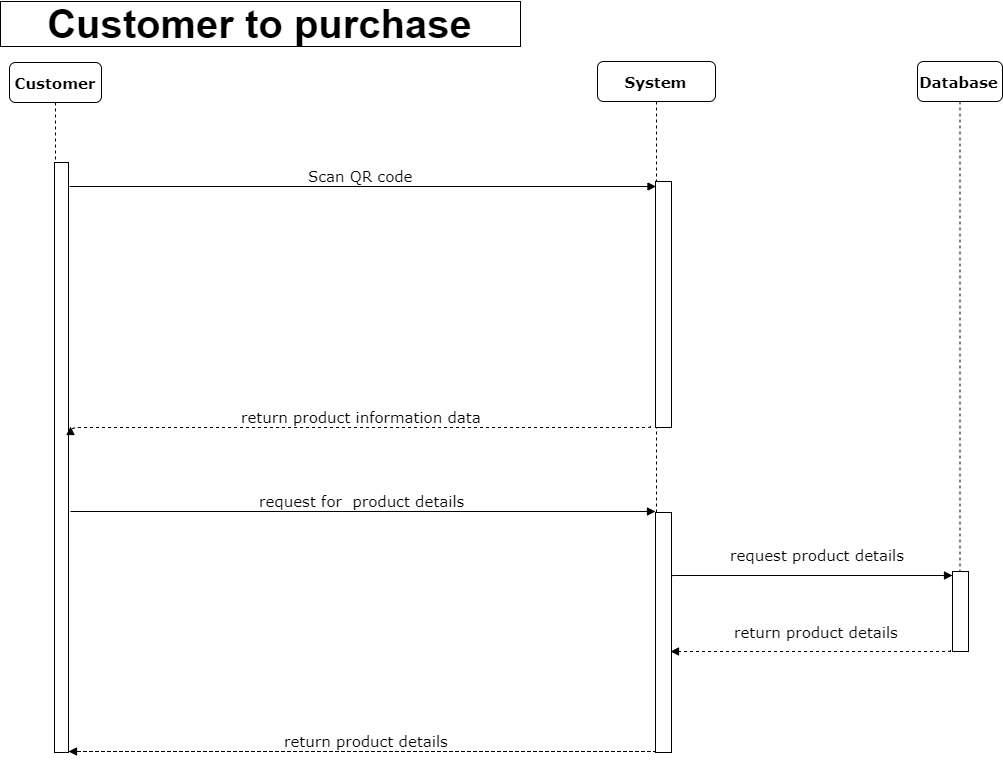 Customer to purchase
Customer
System
Database
Scan QR code
return product information data
request for  product details
request product details
return product details
return product details